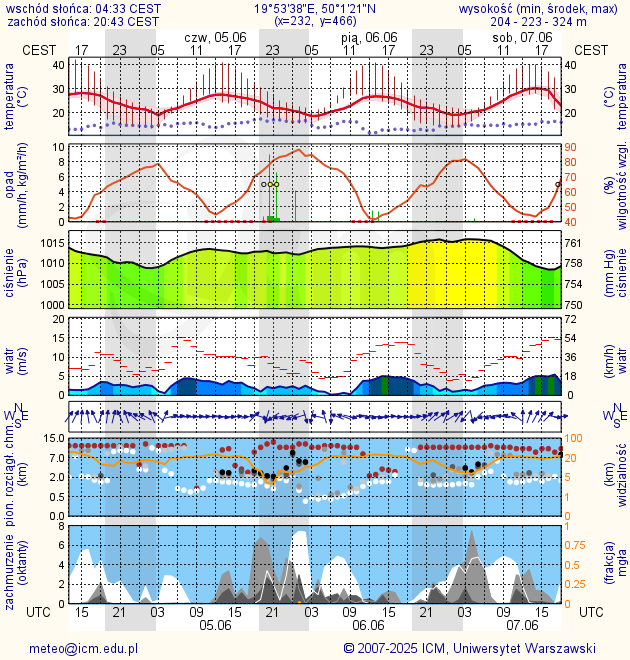 wschód słońca: 04:33 CEST 19°53'38"E, 50°1'21"N wysokość (min, środek, max)
zachód słońca: 20:43 CEST (x=232, y=466) 204 - 223 - 324 m
czw, 05.06 pią, 06.06 sob, 07.06
CEST 17 23 05 11 17 23 05 11 17 23 05 11 17 CEST
temperatura (°C) 40 30 20 40 30 20 temperatura (°C)
opad (mm/h, kg/m²/h) 10 8 6 4 2 0 90 80 70 60 50 40 (%) wilgotność wzgl.
ciśnienie (hPa) 1015 1010 1005 1000 761 758 754 750 (mm Hg) ciśnienie
wiatr (m/s) 20 15 10 5 0 72 54 36 18 0 (km/h) wiatr
N W E S N W E S
pion. rozciągł. chm. (km) 15.0 7.0 2.0 0.5 0.0 100 20 5 1 0 (km) widzialność
zachmurzenie (oktanty) 8 6 4 2 0 1 0.75 0.5 0.25 0 (frakcja) mgła
UTC 15 21 03 09 15 21 03 09 15 21 03 09 15 UTC
05.06 06.06 07.06
meteo@icm.edu.pl © 2007-2025 ICM, Uniwersytet Warszawski